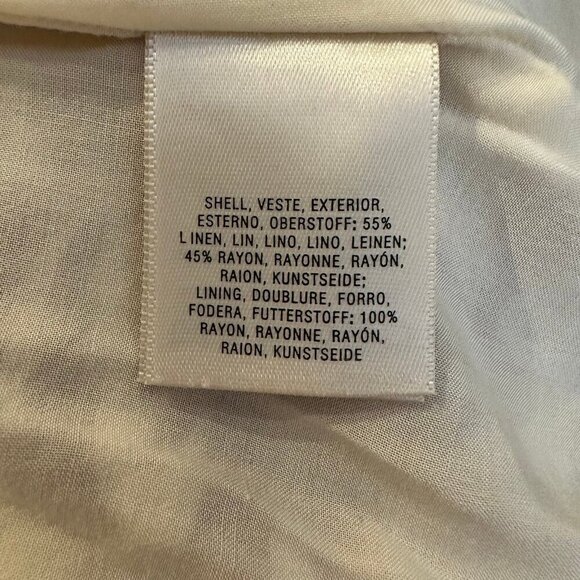 SHELL, VESTE, EXTERIOR,
ESTERNO, OBERSTOFF: 55%
LINEN, LIN, LINO, LINO, LEINEN;
45% RAYON, RAYONNE, RAYÓN,
RAION, KUNSTSEIDE;
LINING, DOUBLURE, FORRO,
FODERA, FUTTERSTOFF: 100%
RAYON, RAYONNE, RAYÓN,
RAION, KUNSTSEIDE